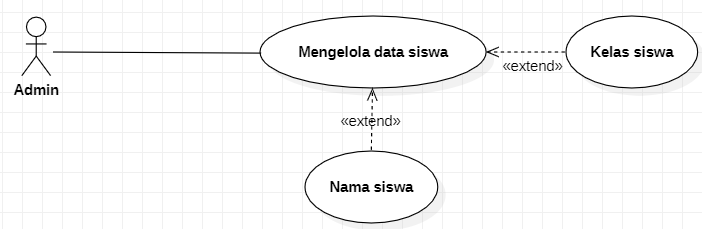 Mengelola data siswa
Kelas siswa
«extend»
Admin
«extend»
Nama siswa